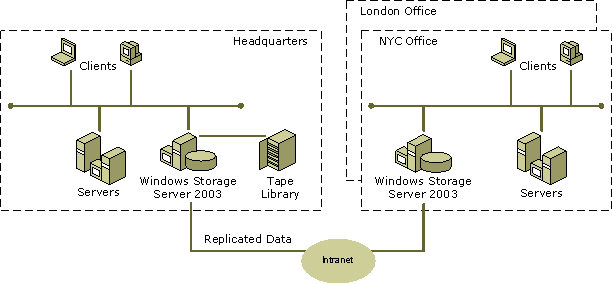 London Office
Headquarters
NYC Office
Clients
Clients
Servers
Windows Storage
Server 2003
Tape
Library
Windows Storage
Server 2003
Servers
Replicated Data
Intranet